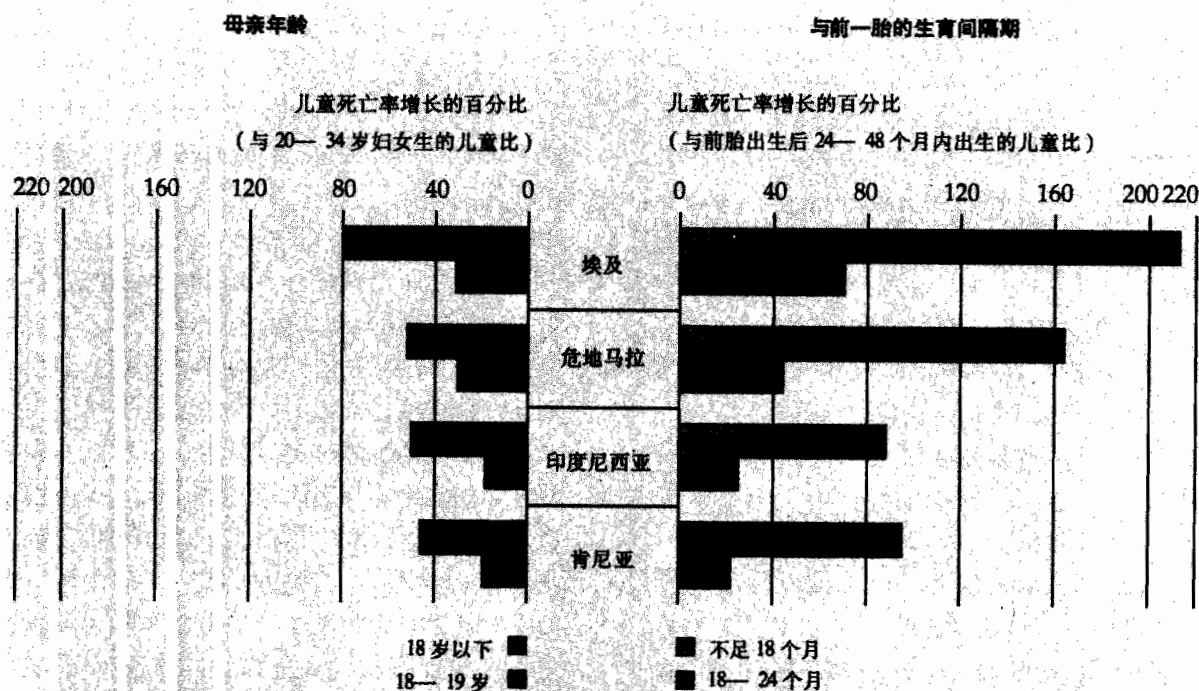 母亲年龄
与前一胎的生育间隔期
儿童死亡率增长的百分比
(与20—34岁妇女生的儿童比)
儿童死亡率增长的百分比
(与前胎出生后24—48个月内出生的儿童比)
220 200 160 120 80 40 0
0 40 80 120 160 200 220
埃及
危地马拉
印度尼西亚
肯尼亚
18岁以下
18—19岁
不足18个月
18—24个月